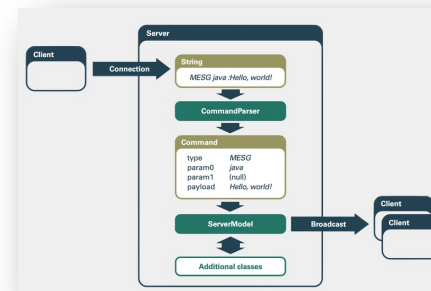 Server
Client
Connection
String
MESG java :Hello, world!
CommandParser
Command
type MESG
param0 java
param1 (null)
payload Hello, world!
ServerModel
Broadcast
Client
Client
Additional classes